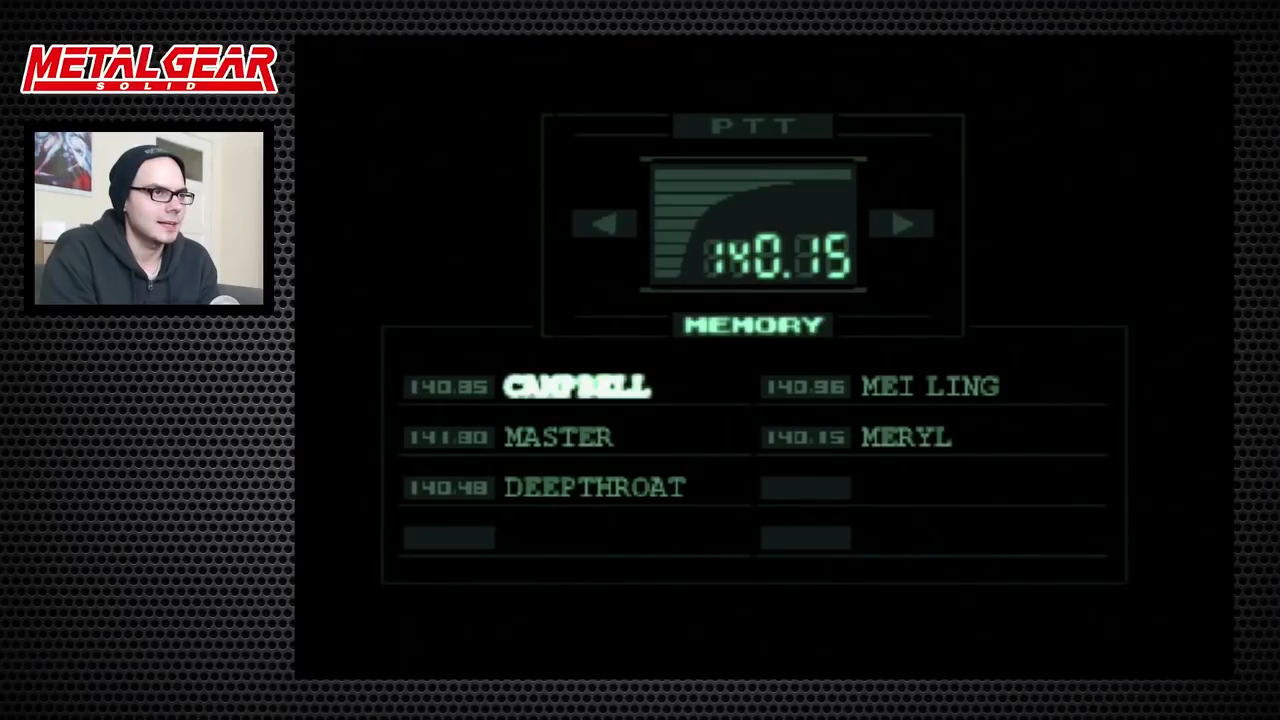 METAL GEAR
SOLID
PTT
140.15
MEMORY
140.85 CAMPBELL
140.96 MEI LING
141.80 MASTER
140.15 MERYL
140.48 DEEPTHROAT